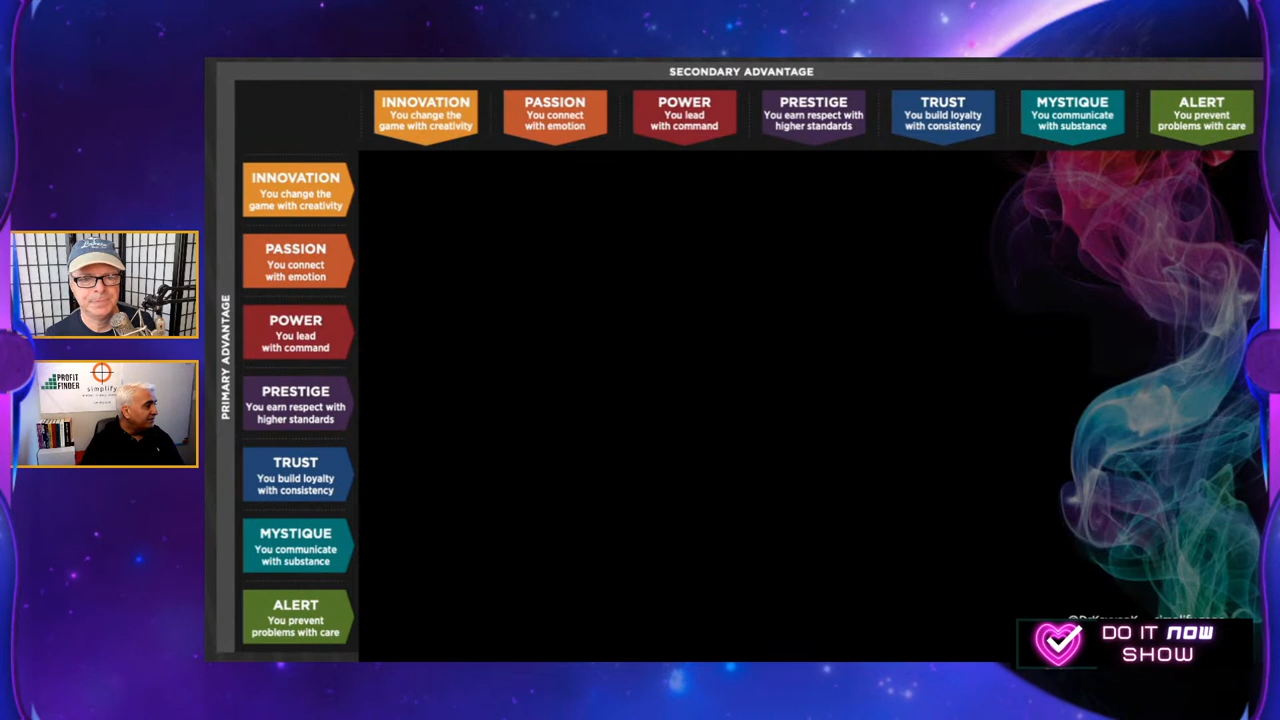 SECONDARY ADVANTAGE
INNOVATION
You change the
game with creativity
PASSION
You connect
with emotion
POWER
You lead
with command
PRESTIGE
You earn respect with
higher standards
TRUST
You build loyalty
with consistency
MYSTIQUE
You communicate
with substance
ALERT
You prevent
problems with care
PRIMARY ADVANTAGE
INNOVATION
You change the
game with creativity
PASSION
You connect
with emotion
POWER
You lead
with command
PRESTIGE
You earn respect with
higher standards
TRUST
You build loyalty
with consistency
MYSTIQUE
You communicate
with substance
ALERT
You prevent
problems with care
PROFIT
FINDER
simplify
DO IT NOW
SHOW